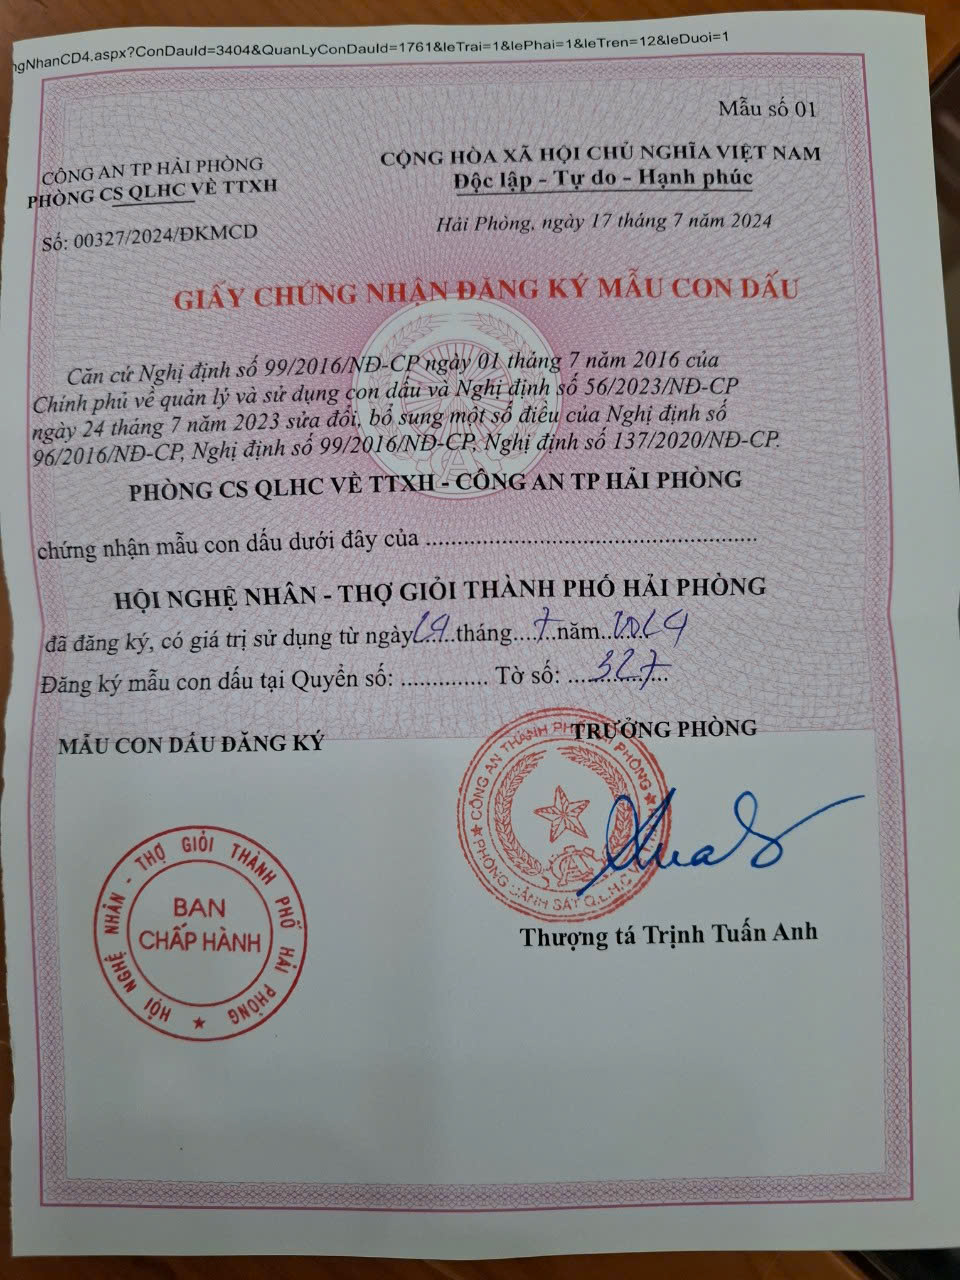 ngNhanCD4.aspx?ConDauId=3404&QuanLyConDauId=1761&leTrai=1&lePhai=1&leTren=12&leDuoi=1
Mẫu số 01
CÔNG AN TP HẢI PHÒNG
PHÒNG CS QLHC VỀ TTXH
Số: 00327/2024/ĐKMCD
CỘNG HÒA XÃ HỘI CHỦ NGHĨA VIỆT NAM
Độc lập - Tự do - Hạnh phúc
Hải Phòng, ngày 17 tháng 7 năm 2024
GIẤY CHỨNG NHẬN ĐĂNG KÝ MẪU CON DẤU
Căn cứ Nghị định số 99/2016/NĐ-CP ngày 01 tháng 7 năm 2016 của
Chính phủ về quản lý và sử dụng con dấu và Nghị định số 56/2023/NĐ-CP
ngày 24 tháng 7 năm 2023 sửa đổi, bổ sung một số điều của Nghị định số
96/2016/NĐ-CP, Nghị định số 99/2016/NĐ-CP, Nghị định số 137/2020/NĐ-CP.
PHÒNG CS QLHC VỀ TTXH - CÔNG AN TP HẢI PHÒNG
chứng nhận mẫu con dấu dưới đây của ....................................................
HỘI NGHỆ NHÂN - THỢ GIỎI THÀNH PHỐ HẢI PHÒNG
đã đăng ký, có giá trị sử dụng từ ngày......tháng....7...năm..2024
Đăng ký mẫu con dấu tại Quyển số: .............. Tờ số: ....327....
MẪU CON DẤU ĐĂNG KÝ
TRƯỞNG PHÒNG
HỘI NGHỆ NHÂN - THỢ GIỎI THÀNH PHỐ HẢI PHÒNG
BAN
CHẤP HÀNH
CÔNG AN THÀNH PHỐ HẢI PHÒNG
PHÒNG CẢNH SÁT Q.L.H.C
Thượng tá Trịnh Tuấn Anh